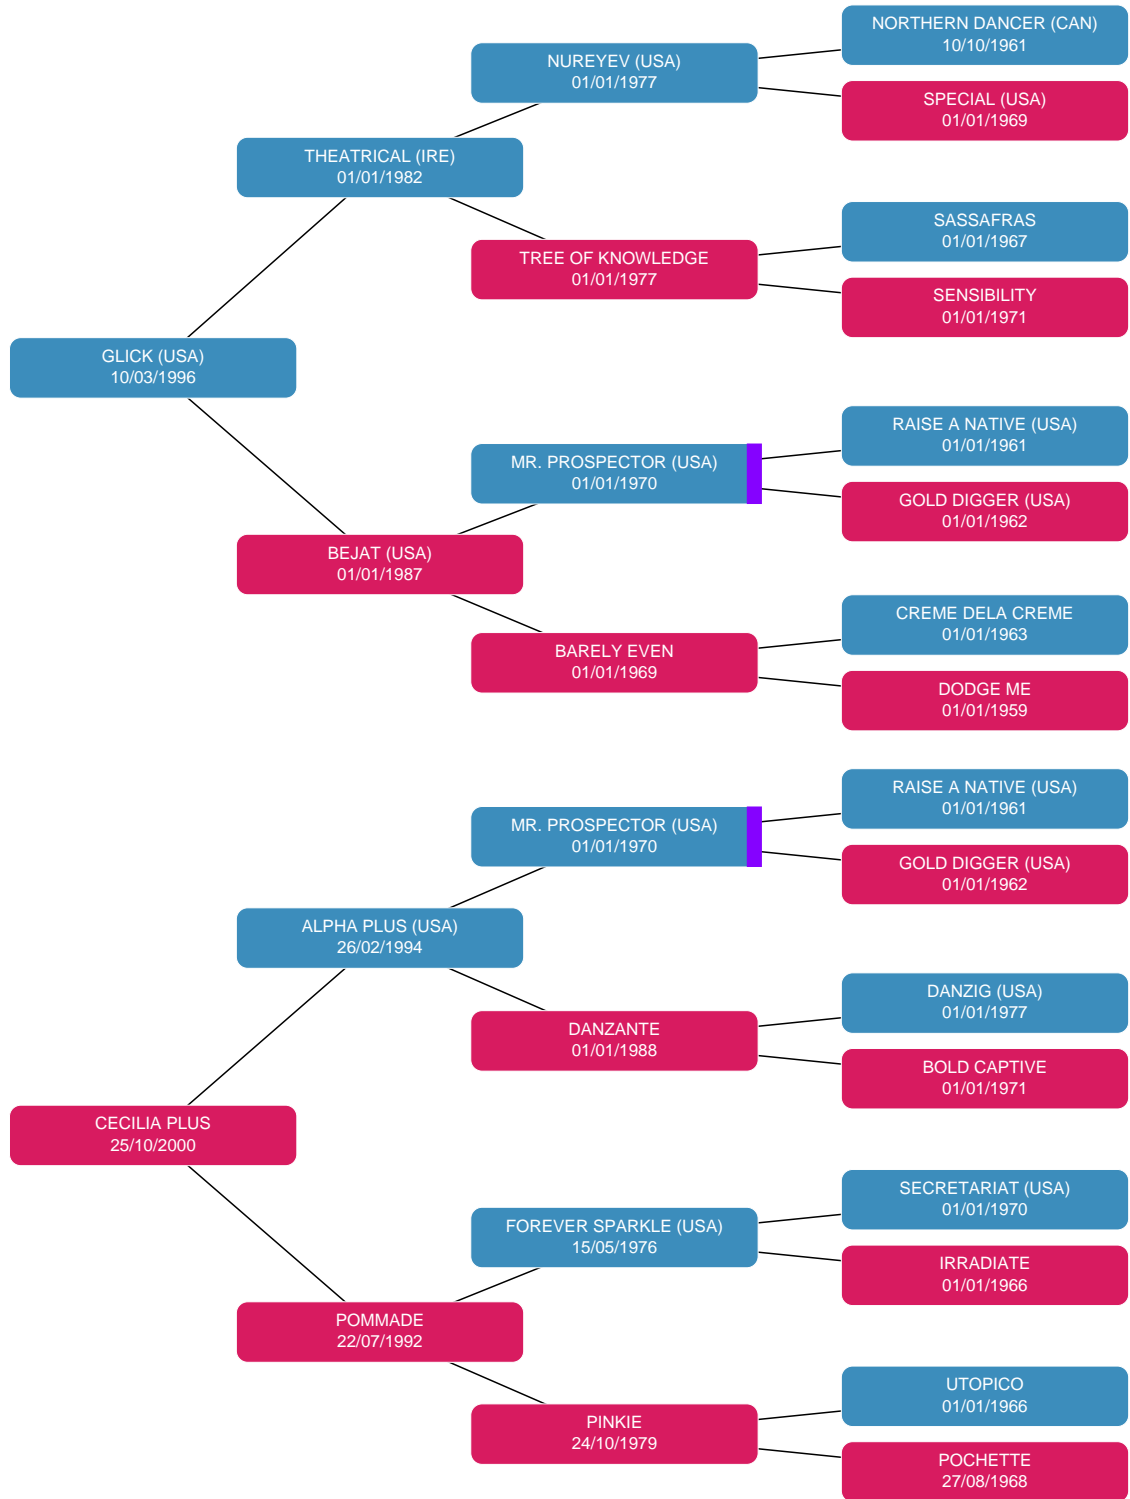 NORTHERN DANCER (CAN)
10/10/1961
NUREYEV (USA)
01/01/1977
SPECIAL (USA)
01/01/1969
THEATRICAL (IRE)
01/01/1982
SASSAFRAS
01/01/1967
TREE OF KNOWLEDGE
01/01/1977
SENSIBILITY
01/01/1971
GLICK (USA)
10/03/1996
RAISE A NATIVE (USA)
01/01/1961
MR. PROSPECTOR (USA)
01/01/1970
GOLD DIGGER (USA)
01/01/1962
BEJAT (USA)
01/01/1987
CREME DELA CREME
01/01/1963
BARELY EVEN
01/01/1969
DODGE ME
01/01/1959
RAISE A NATIVE (USA)
01/01/1961
MR. PROSPECTOR (USA)
01/01/1970
GOLD DIGGER (USA)
01/01/1962
ALPHA PLUS (USA)
26/02/1994
DANZIG (USA)
01/01/1977
DANZANTE
01/01/1988
BOLD CAPTIVE
01/01/1971
CECILIA PLUS
25/10/2000
SECRETARIAT (USA)
01/01/1970
FOREVER SPARKLE (USA)
15/05/1976
IRRADIATE
01/01/1966
POMMADE
22/07/1992
UTOPICO
01/01/1966
PINKIE
24/10/1979
POCHETTE
27/08/1968